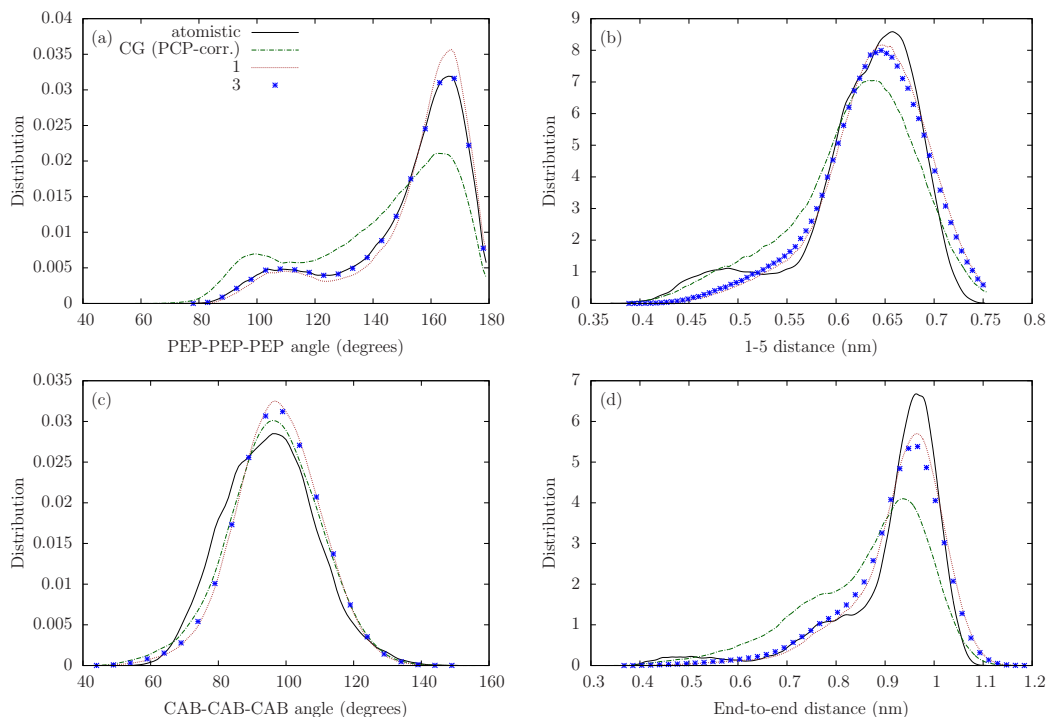 (a)
atomistic
CG (PCP-corr.)
1
3
0.04
0.035
0.03
0.025
0.02
0.015
0.01
0.005
0
Distribution
40 60 80 100 120 140 160 180
PEP-PEP-PEP angle (degrees)
(b)
9
8
7
6
5
4
3
2
1
0
Distribution
0.35 0.4 0.45 0.5 0.55 0.6 0.65 0.7 0.75 0.8
1-5 distance (nm)
(c)
0.035
0.03
0.025
0.02
0.015
0.01
0.005
0
Distribution
40 60 80 100 120 140 160
CAB-CAB-CAB angle (degrees)
(d)
7
6
5
4
3
2
1
0
Distribution
0.3 0.4 0.5 0.6 0.7 0.8 0.9 1 1.1 1.2
End-to-end distance (nm)